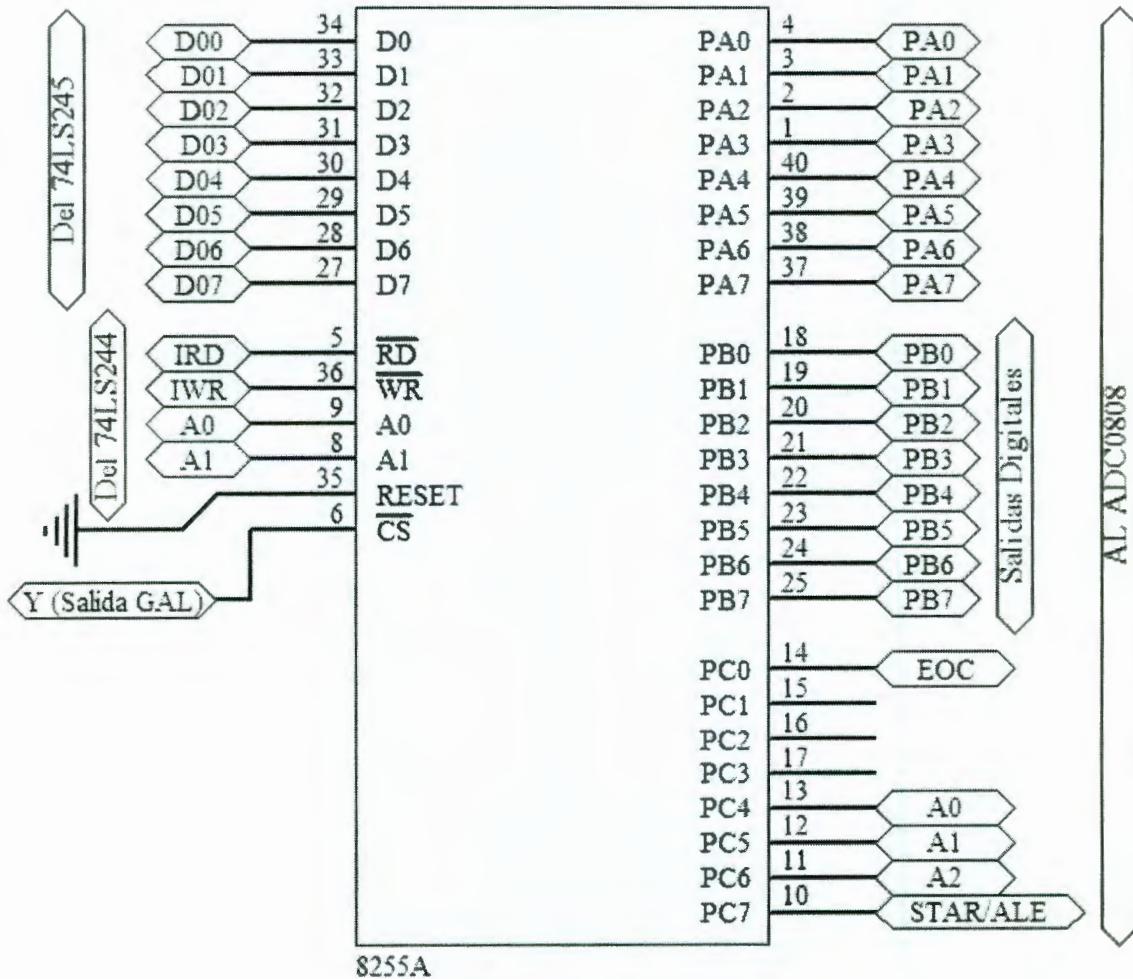 Del 74LS245
D00 34 D0
D01 33 D1
D02 32 D2
D03 31 D3
D04 30 D4
D05 29 D5
D06 28 D6
D07 27 D7
Del 74LS244
IRD 5 RD
IWR 36 WR
A0 9 A0
A1 8 A1
35 RESET
6 CS
Y (Salida GAL)
PA0 4 PA0
PA1 3 PA1
PA2 2 PA2
PA3 1 PA3
PA4 40 PA4
PA5 39 PA5
PA6 38 PA6
PA7 37 PA7
PB0 18 PB0
PB1 19 PB1
PB2 20 PB2
PB3 21 PB3
PB4 22 PB4
PB5 23 PB5
PB6 24 PB6
PB7 25 PB7
Salidas Digitales
PC0 14 EOC
PC1 15
PC2 16
PC3 17
PC4 13 A0
PC5 12 A1
PC6 11 A2
PC7 10 STAR/ALE
AL ADC0808
8255A